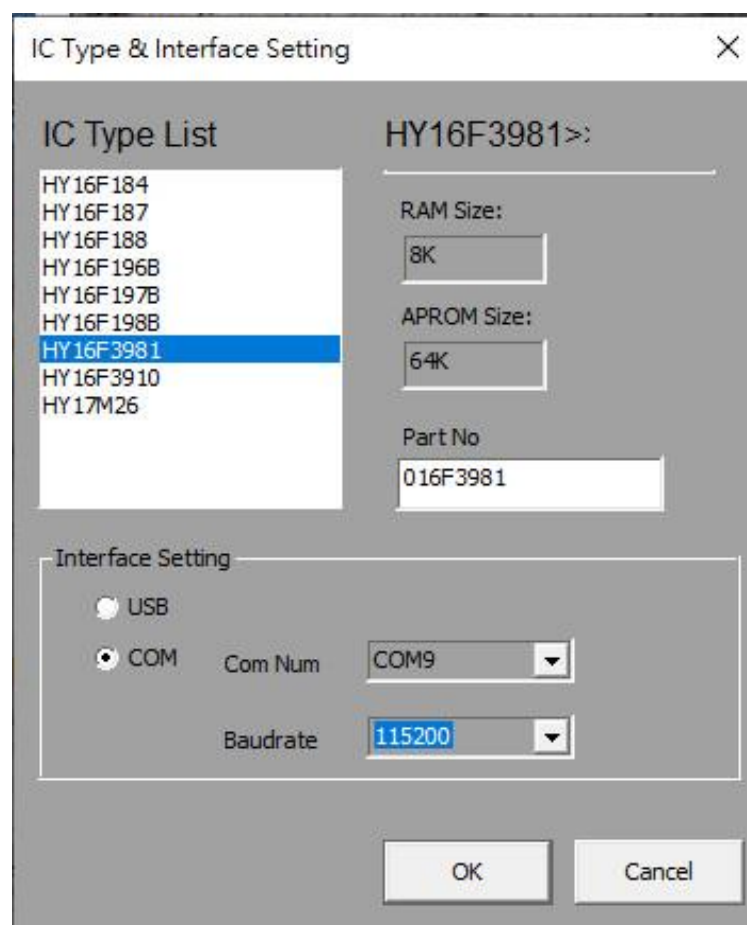 IC Type & Interface Setting
IC Type List
HY16F184
HY16F187
HY16F188
HY16F196B
HY16F197B
HY16F198B
HY16F3981
HY16F3910
HY17M26
HY16F3981>>
RAM Size:
8K
APROM Size:
64K
Part No
016F3981
Interface Setting
USB
COM
Com Num
COM9
Baudrate
115200
OK
Cancel